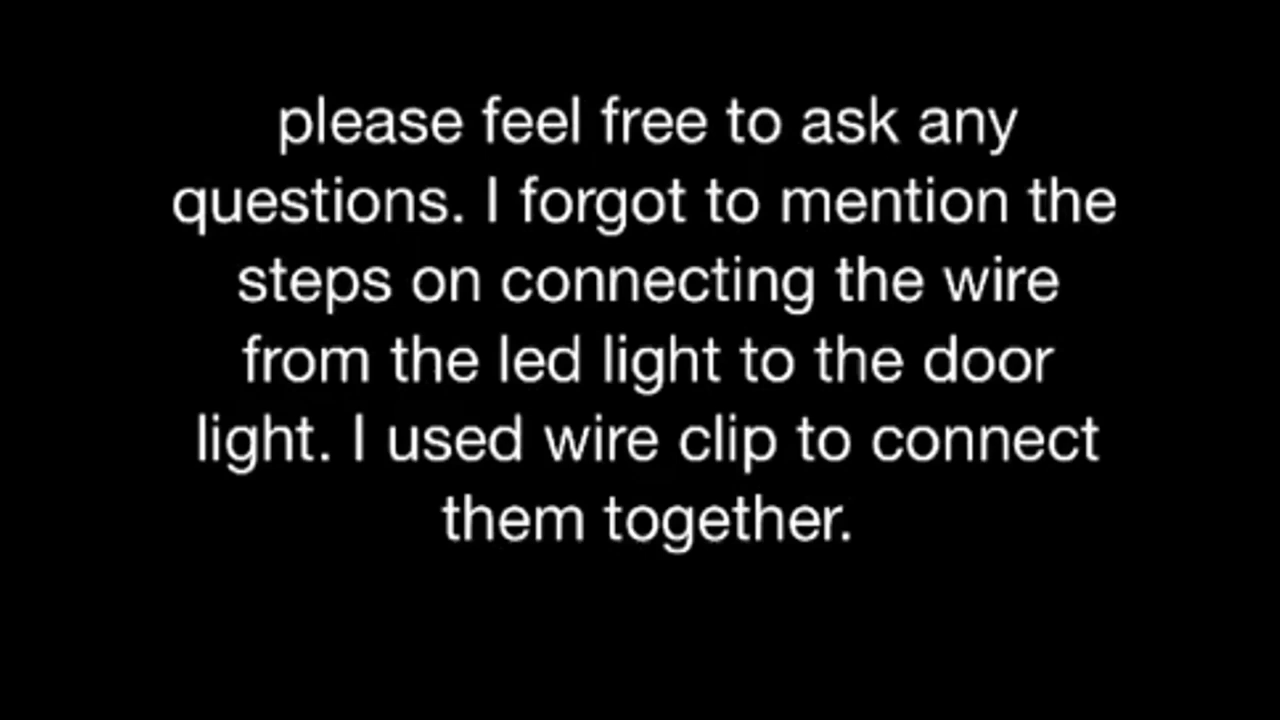 please feel free to ask any
questions. I forgot to mention the
steps on connecting the wire
from the led light to the door
light. I used wire clip to connect
them together.